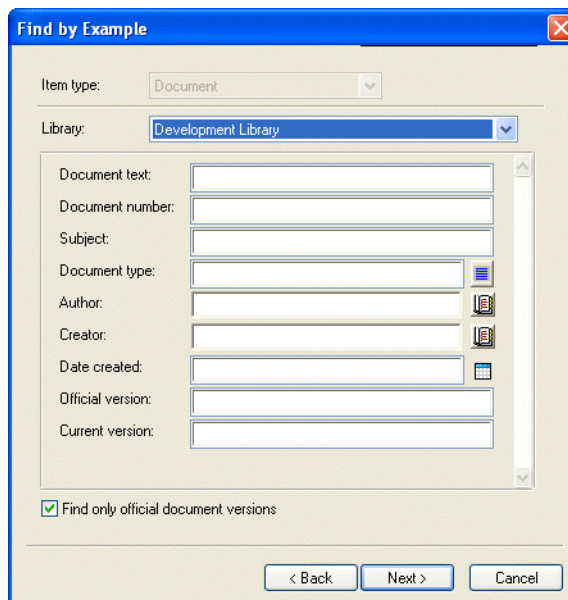 Find by Example
Item type: Document
Library: Development Library
Document text:
Document number:
Subject:
Document type:
Author:
Creator:
Date created:
Official version:
Current version:
Find only official document versions
< Back Next > Cancel